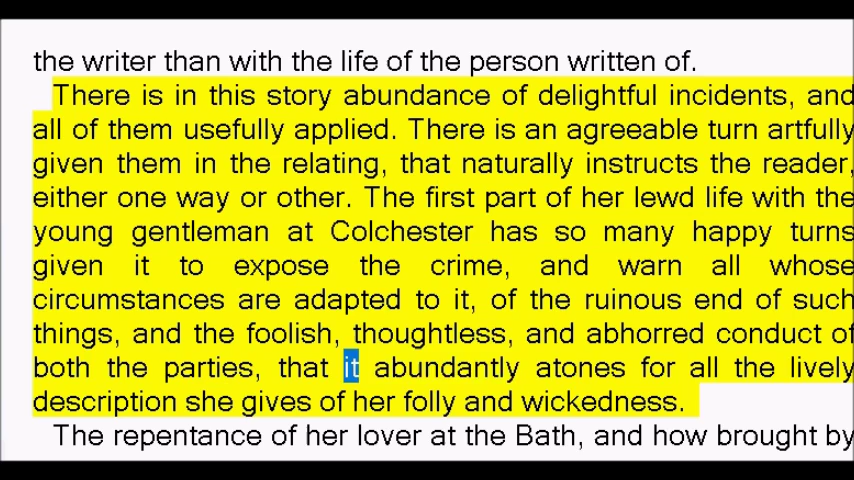 the writer than with the life of the person written of.
There is in this story abundance of delightful incidents, and
all of them usefully applied. There is an agreeable turn artfully
given them in the relating, that naturally instructs the reader,
either one way or other. The first part of her lewd life with the
young gentleman at Colchester has so many happy turns
given it to expose the crime, and warn all whose
circumstances are adapted to it, of the ruinous end of such
things, and the foolish, thoughtless, and abhorred conduct of
both the parties, that it abundantly atones for all the lively
description she gives of her folly and wickedness.
The repentance of her lover at the Bath, and how brought by